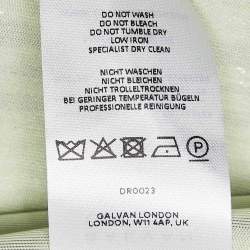 DO NOT WASH
DO NOT BLEACH
DO NOT TUMBLE DRY
LOW IRON
SPECIALIST DRY CLEAN
NICHT WASCHEN
NICHT BLEICHEN
NICHT TROLLETROCKEN
BEI GERINGER TEMPERATUR BÜGELN
PROFESSIONELLE REINIGUNG
P
DR0023
GALVAN LONDON
LONDON, W11 4AP, UK